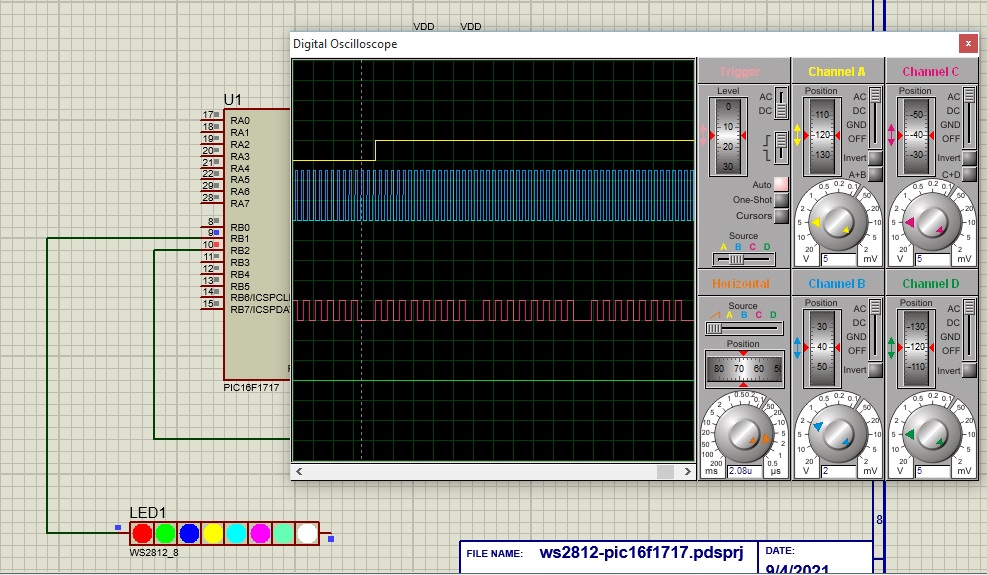 VDD VDD
Digital Oscilloscope
x
U1
17 RA0
18 RA1
19 RA2
20 RA3
21 RA4
22 RA5
29 RA6
28 RA7
8 RB0
9 RB1
10 RB2
11 RB3
12 RB4
13 RB5
14 RB6/ICSPCL
15 RB7/ICSPDA
PIC16F1717
Trigger
Level
0
10
20
30
AC
DC
Auto
One-Shot
Cursors
Source
A B C D
Channel A
Position
110
120
130
AC
DC
GND
OFF
Invert
A+B
V 5 mV
Channel C
Position
-50
-40
-30
AC
DC
GND
OFF
Invert
C+D
V 5 mV
Horizontal
Source
A B C D
Position
80 70 60 50
ms 2.08u µs
Channel B
Position
30
40
50
AC
DC
GND
OFF
Invert
V 2 mV
Channel D
Position
-130
-120
-110
AC
DC
GND
OFF
Invert
V 5 mV
LED1
WS2812_8
8
FILE NAME: ws2812-pic16f1717.pdsprj
DATE:
9/4/2021